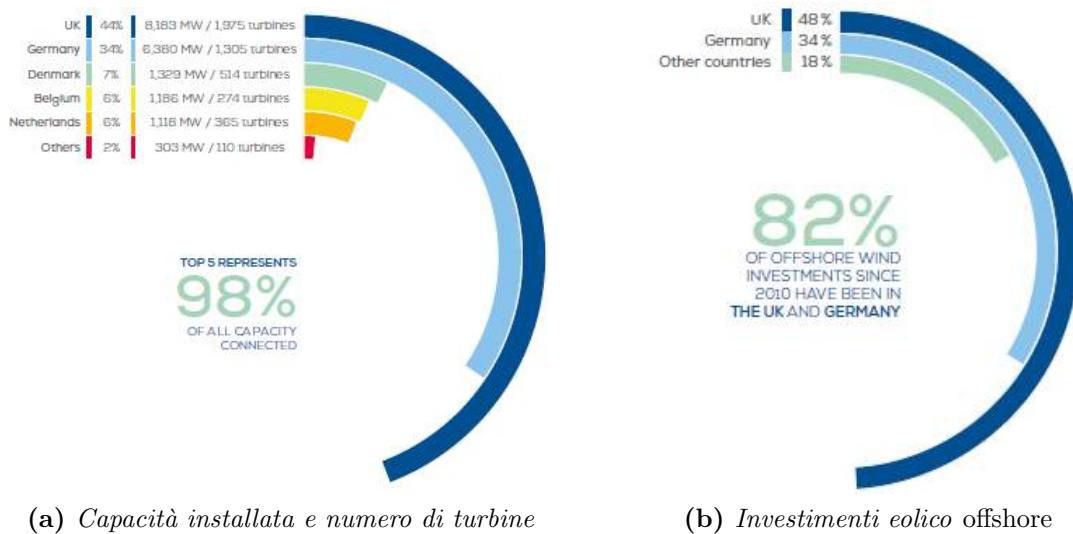 UK 44% 8,183 MW / 1,975 turbines
Germany 34% 6,380 MW / 1,305 turbines
Denmark 7% 1,329 MW / 514 turbines
Belgium 6% 1,186 MW / 274 turbines
Netherlands 6% 1,118 MW / 365 turbines
Others 2% 303 MW / 110 turbines
TOP 5 REPRESENTS
98%
OF ALL CAPACITY
CONNECTED
(a) Capacità installata e numero di turbine
UK 48%
Germany 34%
Other countries 18%
82%
OF OFFSHORE WIND
INVESTMENTS SINCE
2010 HAVE BEEN IN
THE UK AND GERMANY
(b) Investimenti eolico offshore